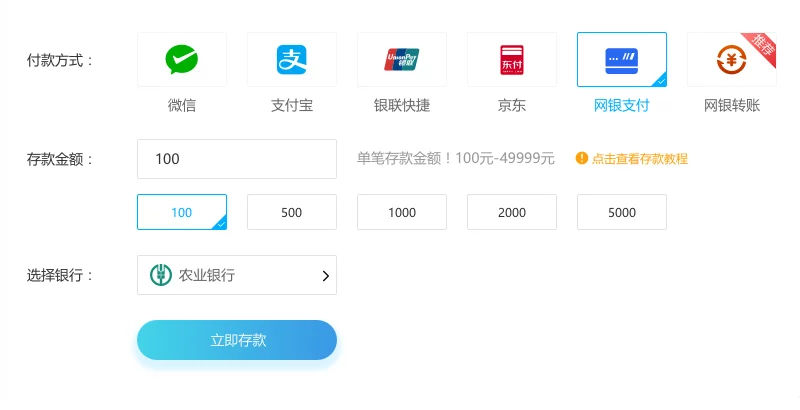 付款方式：
推荐
支
UnionPay
银联
东付
¥
微信
支付宝
银联快捷
京东
网银支付
网银转账
存款金额：
100
单笔存款金额！100元-49999元
点击查看存款教程
100
500
1000
2000
5000
选择银行：
农业银行
立即存款